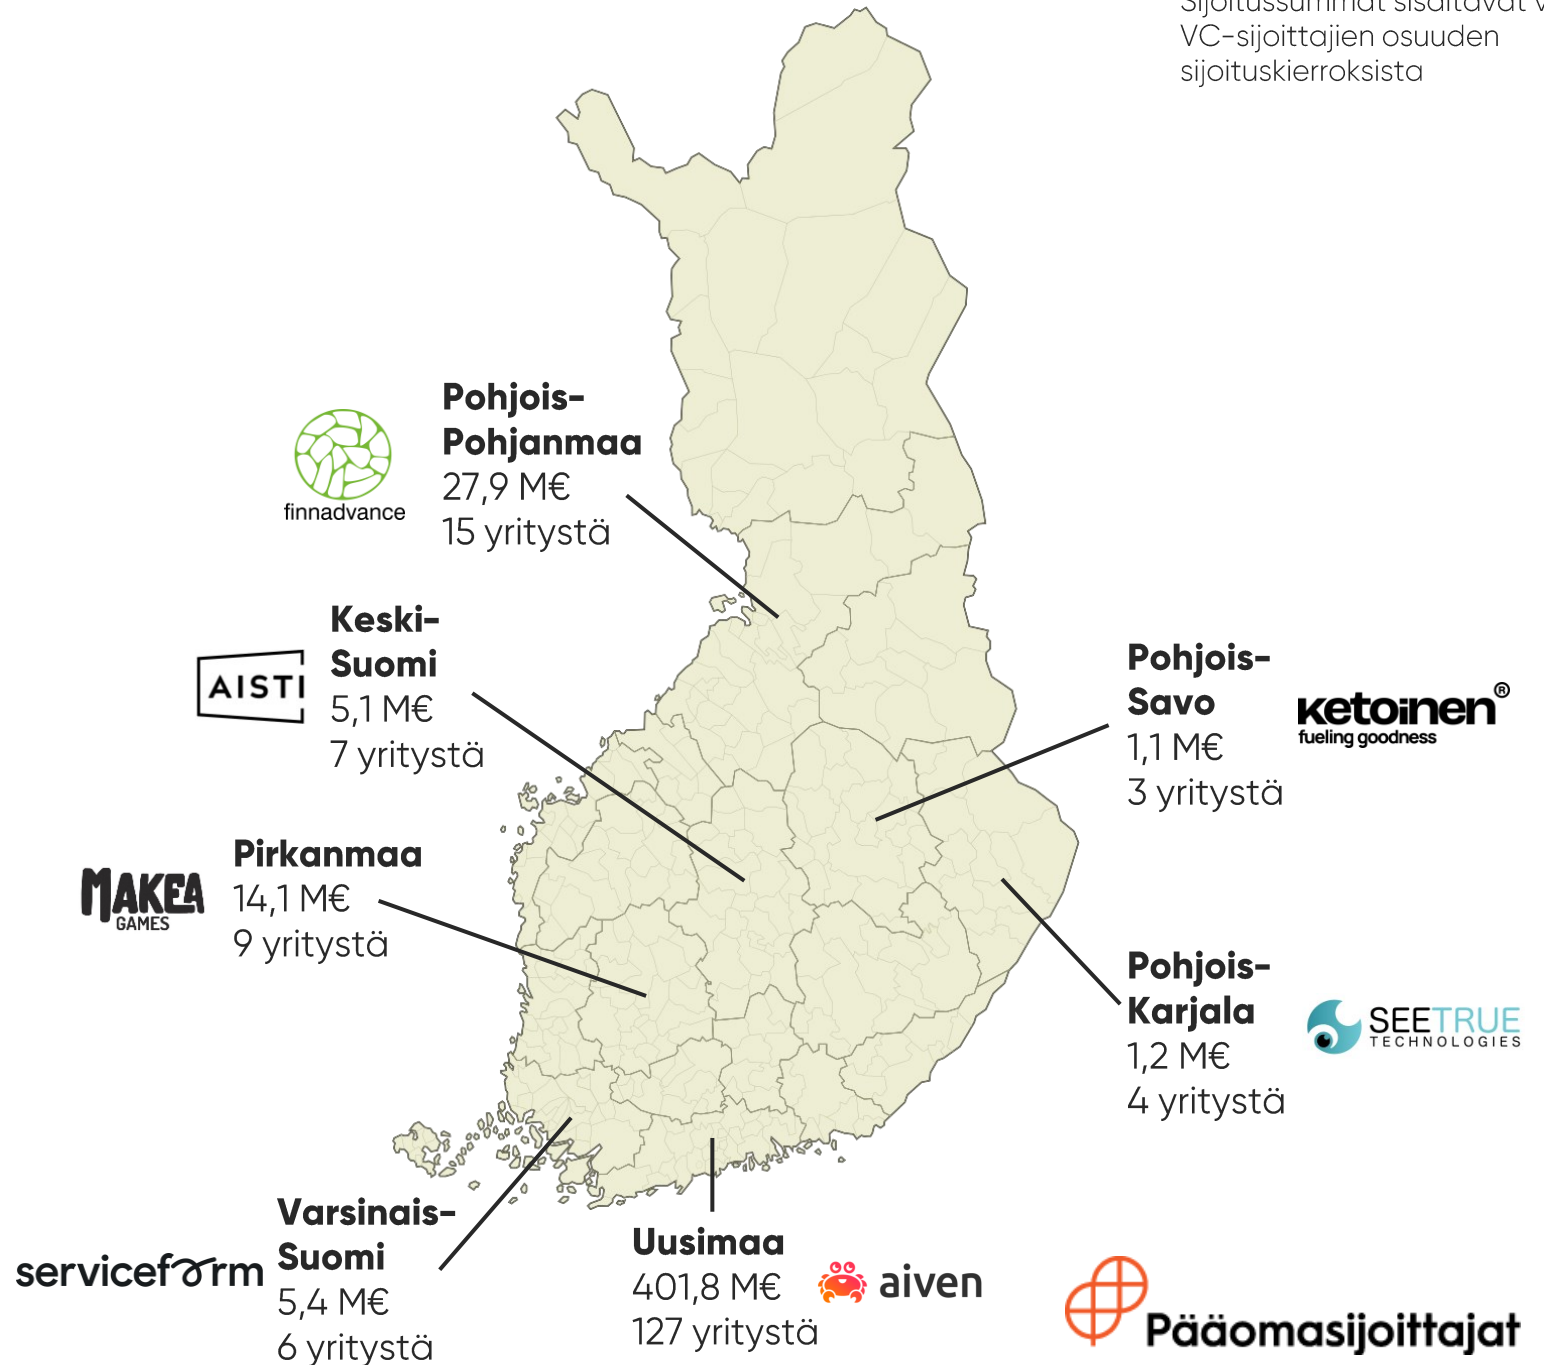 Sijoitussummat sisältävät
VC-sijoittajien osuuden
sijoituskierroksista
Pohjois-
Pohjanmaa
27,9 M€
15 yritystä
finnadvance
Keski-
Suomi
5,1 M€
7 yritystä
AISTI
Pohjois-
Savo
1,1 M€
3 yritystä
ketoinen®
fueling goodness
Pirkanmaa
14,1 M€
9 yritystä
MAKEA
GAMES
Pohjois-
Karjala
1,2 M€
4 yritystä
SEETRUE
TECHNOLOGIES
Varsinais-
Suomi
5,4 M€
6 yritystä
serviceform
Uusimaa
401,8 M€
127 yritystä
aiven
Pääomasijoittajat